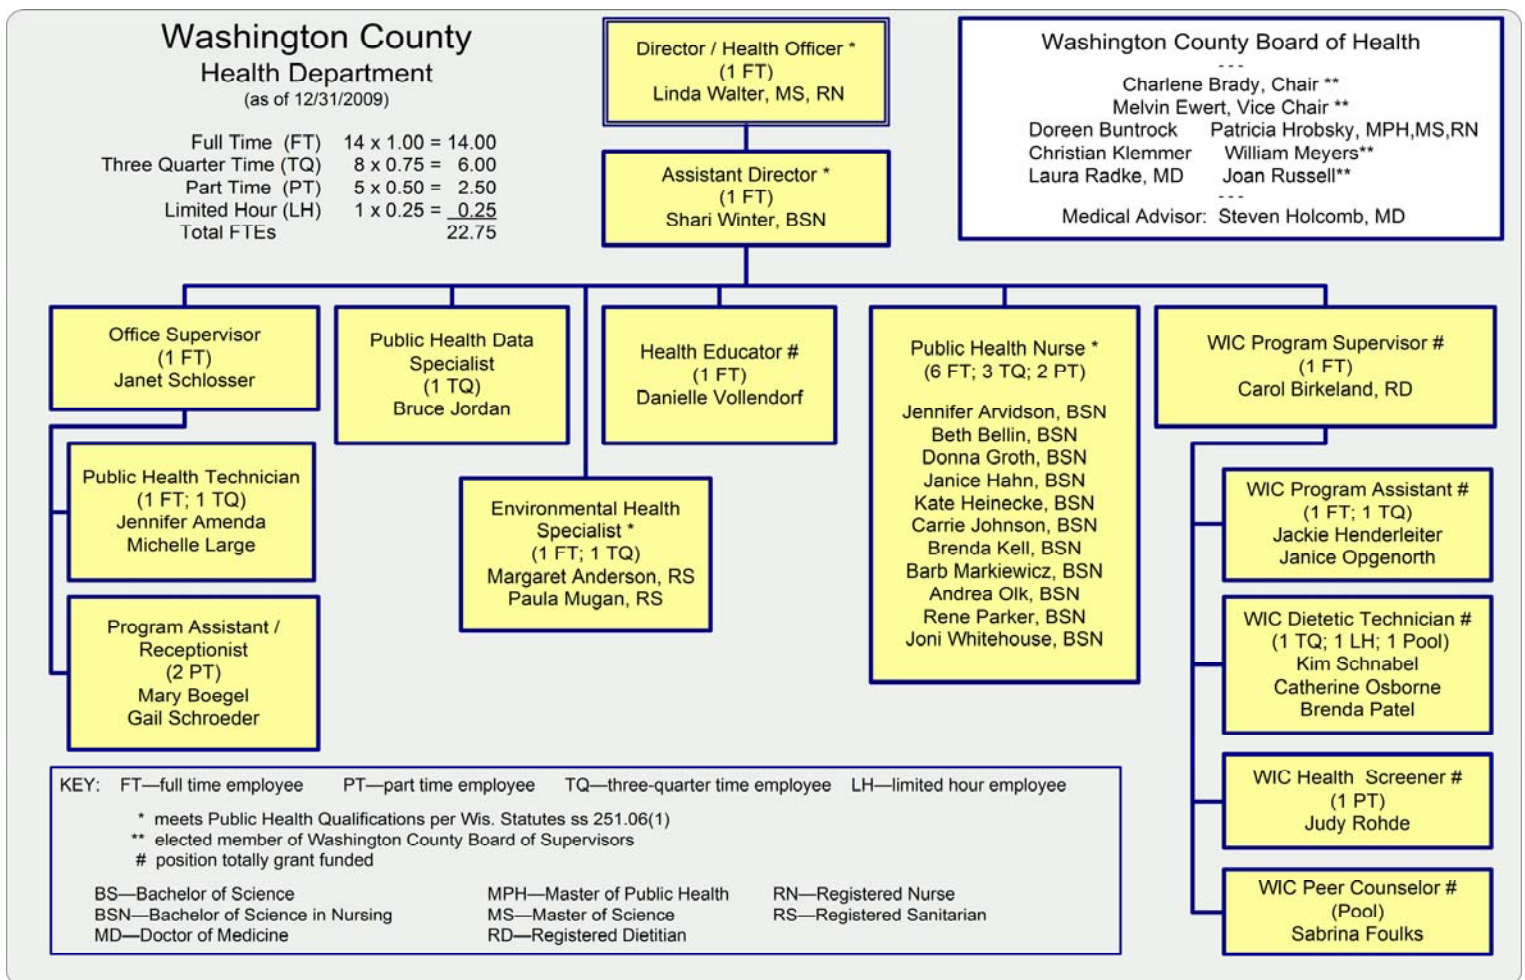 Washington County
Health Department
(as of 12/31/2009)
Full Time (FT) 14 x 1.00 = 14.00
Three Quarter Time (TQ) 8 x 0.75 = 6.00
Part Time (PT) 5 x 0.50 = 2.50
Limited Hour (LH) 1 x 0.25 = 0.25
Total FTEs 22.75
Director / Health Officer *
(1 FT)
Linda Walter, MS, RN
Washington County Board of Health
- - -
Charlene Brady, Chair **
Melvin Ewert, Vice Chair **
Doreen Buntrock Patricia Hrobsky, MPH,MS,RN
Christian Klemmer William Meyers**
Laura Radke, MD Joan Russell**
- - -
Medical Advisor: Steven Holcomb, MD
Assistant Director *
(1 FT)
Shari Winter, BSN
Office Supervisor
(1 FT)
Janet Schlosser
Public Health Data
Specialist
(1 TQ)
Bruce Jordan
Health Educator #
(1 FT)
Danielle Vollendorf
Public Health Nurse *
(6 FT; 3 TQ; 2 PT)
Jennifer Arvidson, BSN
Beth Bellin, BSN
Donna Groth, BSN
Janice Hahn, BSN
Kate Heinecke, BSN
Carrie Johnson, BSN
Brenda Kell, BSN
Barb Markiewicz, BSN
Andrea Olk, BSN
Rene Parker, BSN
Joni Whitehouse, BSN
WIC Program Supervisor #
(1 FT)
Carol Birkeland, RD
Public Health Technician
(1 FT; 1 TQ)
Jennifer Amenda
Michelle Large
Environmental Health
Specialist *
(1 FT; 1 TQ)
Margaret Anderson, RS
Paula Mugan, RS
WIC Program Assistant #
(1 FT; 1 TQ)
Jackie Henderleiter
Janice Opgenorth
Program Assistant /
Receptionist
(2 PT)
Mary Boegel
Gail Schroeder
WIC Dietetic Technician #
(1 TQ; 1 LH; 1 Pool)
Kim Schnabel
Catherine Osborne
Brenda Patel
WIC Health Screener #
(1 PT)
Judy Rohde
WIC Peer Counselor #
(Pool)
Sabrina Foulks
KEY: FT—full time employee PT—part time employee TQ—three-quarter time employee LH—limited hour employee
* meets Public Health Qualifications per Wis. Statutes ss 251.06(1)
** elected member of Washington County Board of Supervisors
# position totally grant funded
BS—Bachelor of Science MPH—Master of Public Health RN—Registered Nurse
BSN—Bachelor of Science in Nursing MS—Master of Science RS—Registered Sanitarian
MD—Doctor of Medicine RD—Registered Dietitian